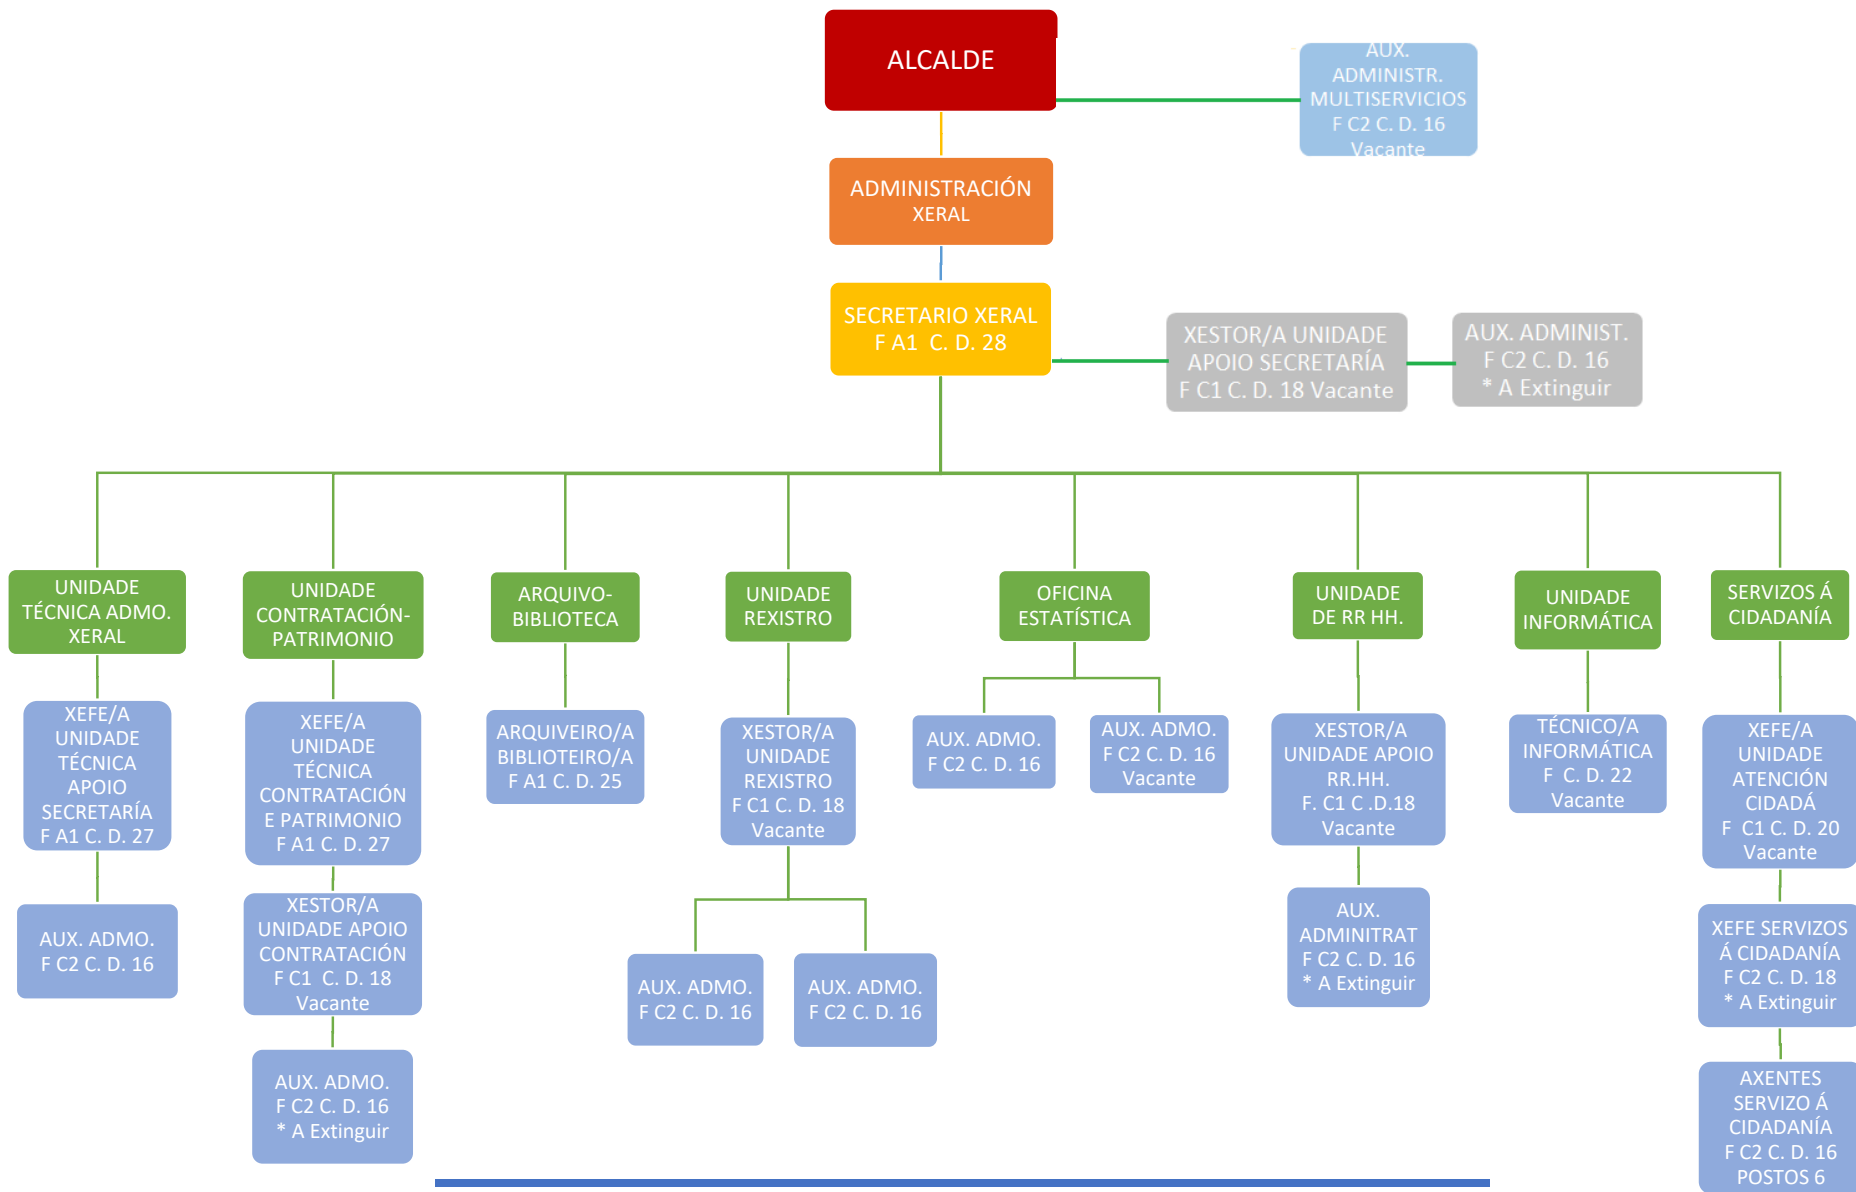 ALCALDE
AUX.
ADMINISTR.
MULTISERVICIOS
F C2 C. D. 16
Vacante
ADMINISTRACIÓN
XERAL
SECRETARIO XERAL
F A1 C. D. 28
XESTOR/A UNIDADE
APOIO SECRETARÍA
F C1 C. D. 18 Vacante
AUX. ADMINIST.
F C2 C. D. 16
* A Extinguir
UNIDADE
TÉCNICA ADMO.
XERAL
UNIDADE
CONTRATACIÓN-
PATRIMONIO
ARQUIVO-
BIBLIOTECA
UNIDADE
REXISTRO
OFICINA
ESTATÍSTICA
UNIDADE
DE RR HH.
UNIDADE
INFORMÁTICA
SERVIZOS Á
CIDADANÍA
XEFE/A
UNIDADE
TÉCNICA
APOIO
SECRETARÍA
F A1 C. D. 27
XEFE/A
UNIDADE
TÉCNICA
CONTRATACIÓN
E PATRIMONIO
F A1 C. D. 27
ARQUIVEIRO/A
BIBLIOTEIRO/A
F A1 C. D. 25
XESTOR/A
UNIDADE
REXISTRO
F C1 C. D. 18
Vacante
AUX. ADMO.
F C2 C. D. 16
AUX. ADMO.
F C2 C. D. 16
Vacante
XESTOR/A
UNIDADE APOIO
RR.HH.
F. C1 C .D.18
Vacante
TÉCNICO/A
INFORMÁTICA
F C. D. 22
Vacante
XEFE/A
UNIDADE
ATENCIÓN
CIDADÁ
F C1 C. D. 20
Vacante
AUX. ADMO.
F C2 C. D. 16
XESTOR/A
UNIDADE APOIO
CONTRATACIÓN
F C1 C. D. 18
Vacante
AUX. ADMO.
F C2 C. D. 16
AUX. ADMO.
F C2 C. D. 16
AUX.
ADMINITRAT
F C2 C. D. 16
* A Extinguir
XEFE SERVIZOS
Á CIDADANÍA
F C2 C. D. 18
* A Extinguir
AUX. ADMO.
F C2 C. D. 16
* A Extinguir
AXENTES
SERVIZO Á
CIDADANÍA
F C2 C. D. 16
POSTOS 6